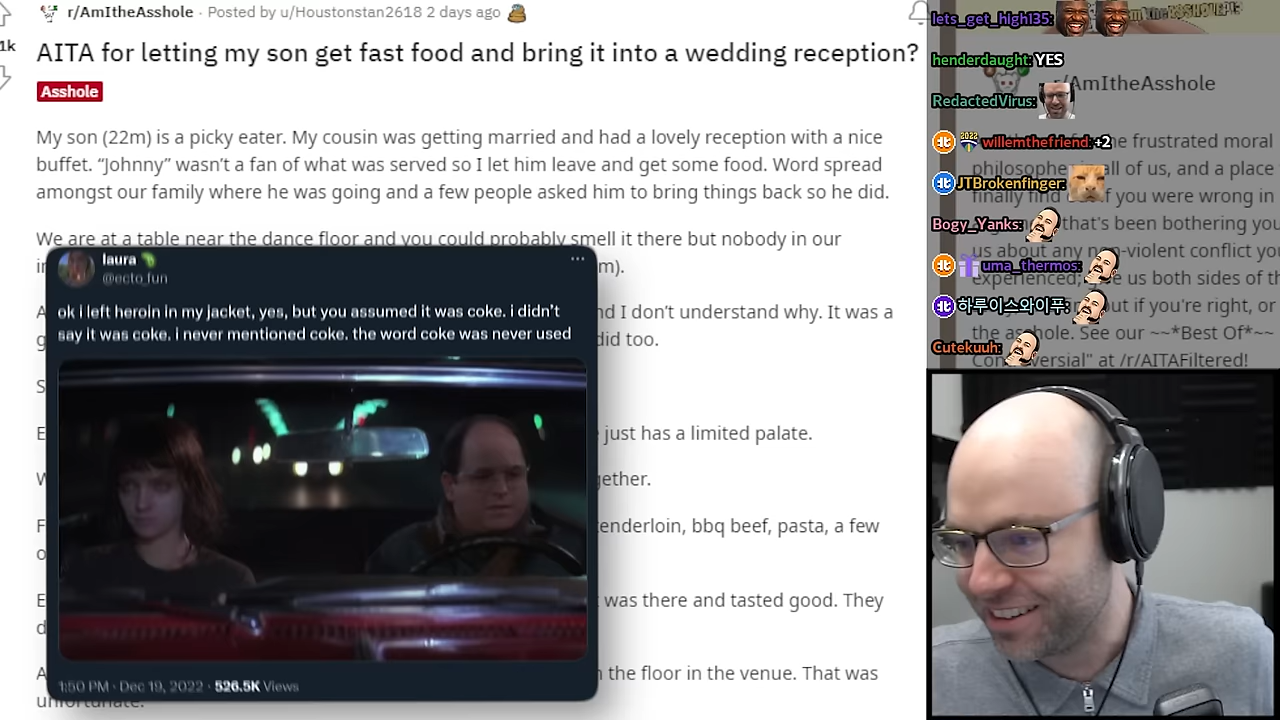 r/AmItheAsshole · Posted by u/Houstonstan2618 2 days ago
1k
AITA for letting my son get fast food and bring it into a wedding reception?
Asshole
My son (22m) is a picky eater. My cousin was getting married and had a lovely reception with a nice
buffet. “Johnny” wasn’t a fan of what was served so I let him leave and get some food. Word spread
amongst our family where he was going and a few people asked him to bring things back so he did.
We are at a table near the dance floor and you could probably smell it there but nobody in our
m).
nd I don’t understand why. It was a
did too.
just has a limited palate.
gether.
tenderloin, bbq beef, pasta, a few
was there and tasted good. They
n the floor in the venue. That was
unfortunate.
laura
@ecto_fun
ok i left heroin in my jacket, yes, but you assumed it was coke. i didn’t
say it was coke. i never mentioned coke. the word coke was never used
1:50 PM · Dec 19, 2022 · 526.5K Views
lets_get_high135:
henderdaught: YES
RedactedVirus:
2022 willemthefriend: +2
JTBrokenfinger:
Bogy_Yanks:
uma_thermos:
하루이스와이푸:
Cutekuuh:
r/AmItheAsshole
e frustrated moral
philosophe all of us, and a place
finally find f you were wrong in
that's been bothering you
us about any non-violent conflict you
experienced; us both sides of th
ut if you're right, or
the asshole. See our ~~*Best Of*~~
Controversial" at /r/AITAFiltered!